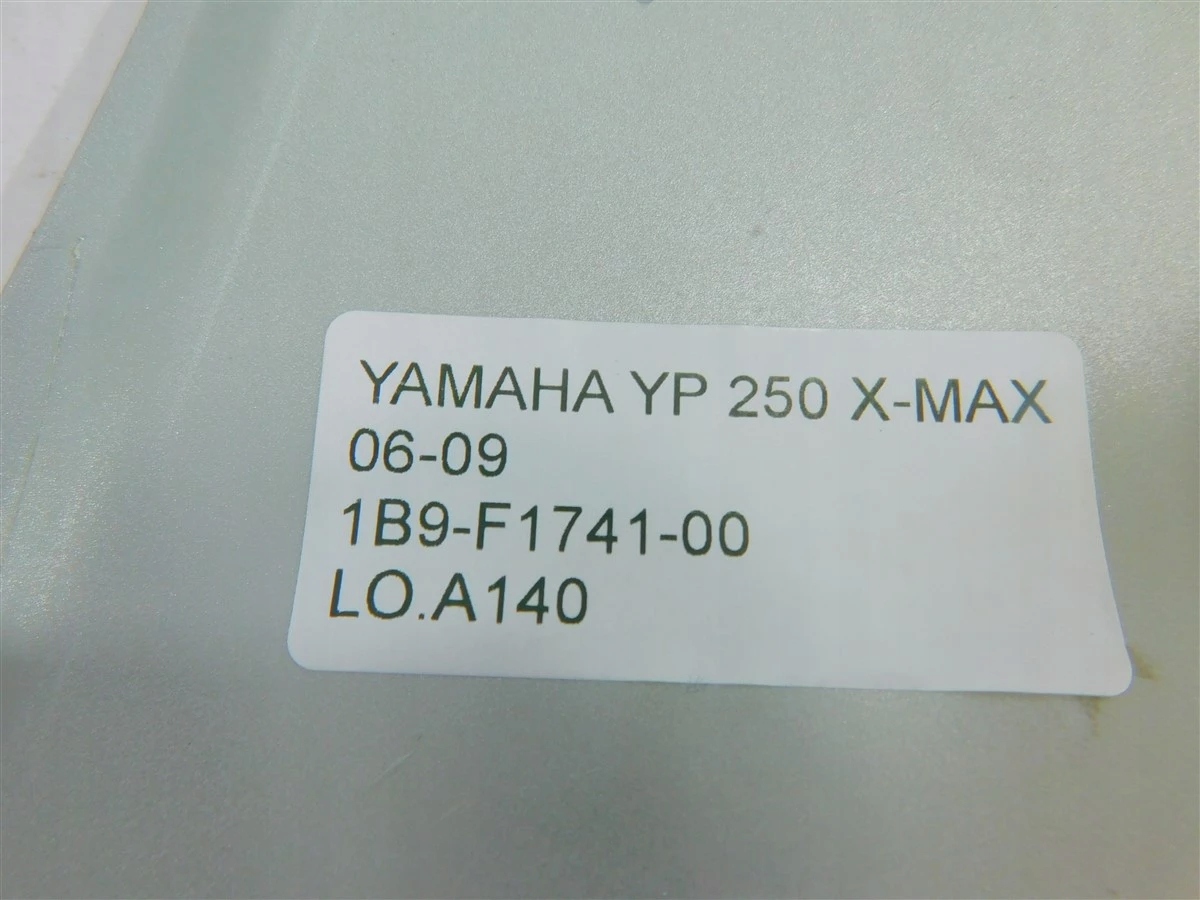 YAMAHA YP 250 X-MAX
06-09
1B9-F1741-00
LO.A140